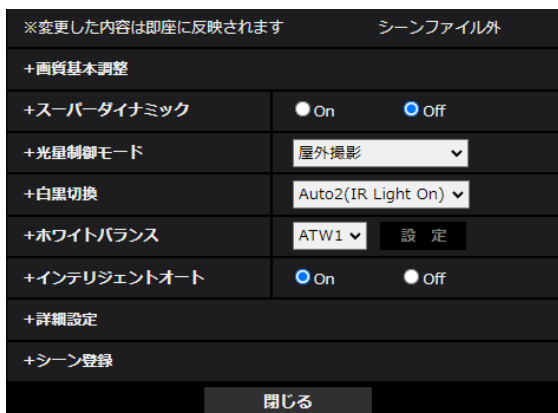 ※変更した内容は即座に反映されます シーンファイル外
+画質基本調整
+スーパーダイナミック On Off
+光量制御モード 屋外撮影
+白黒切換 Auto2(IR Light On)
+ホワイトバランス ATW1 設 定
+インテリジェントオート On Off
+詳細設定
+シーン登録
閉じる